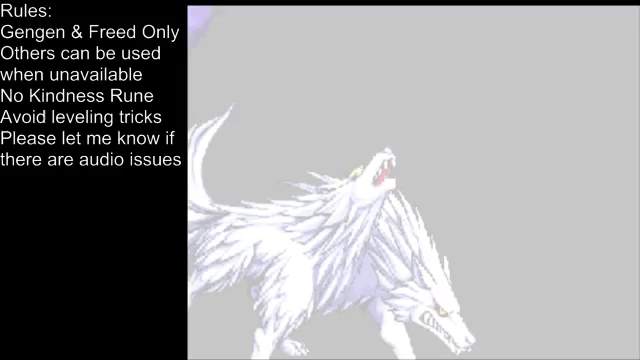 Rules:
Gengen & Freed Only
Others can be used
when unavailable
No Kindness Rune
Avoid leveling tricks
Please let me know if
there are audio issues